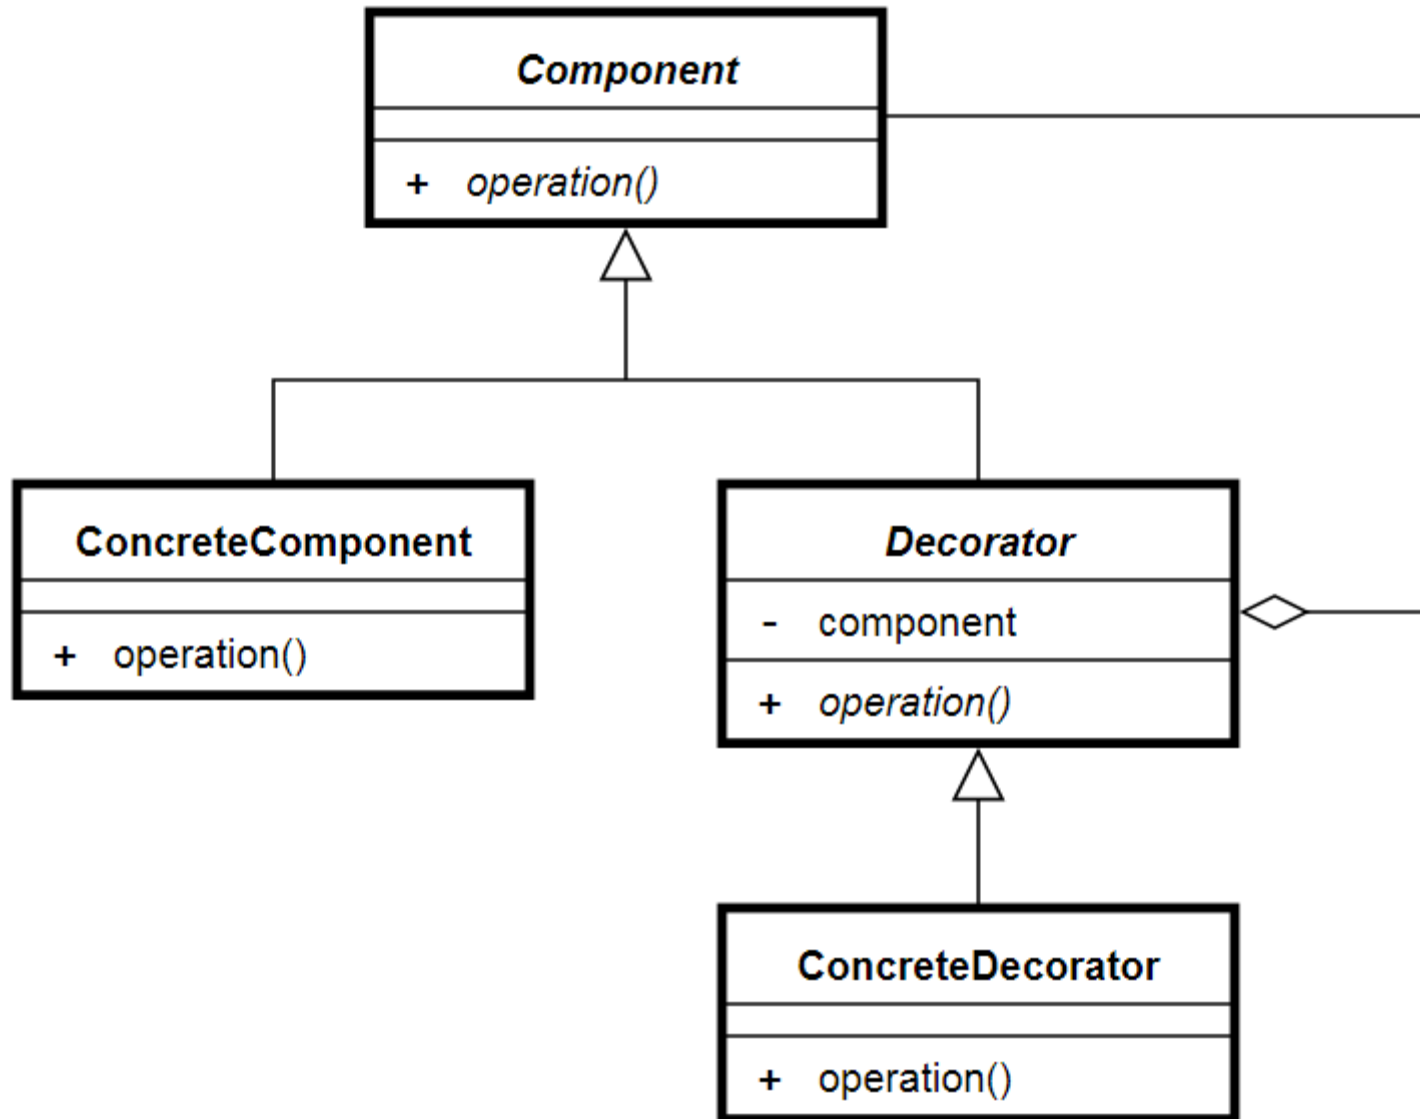 Component
+ operation()
ConcreteComponent
+ operation()
Decorator
- component
+ operation()
ConcreteDecorator
+ operation()